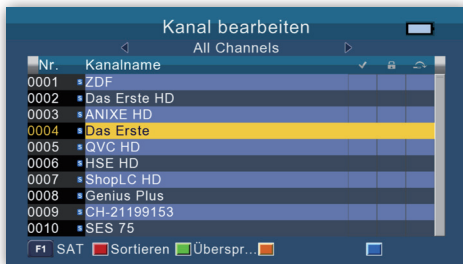 Kanal bearbeiten
All Channels
Nr. Kanalname
0001 S ZDF
0002 S Das Erste HD
0003 S ANIXE HD
0004 S Das Erste
0005 S QVC HD
0006 S HSE HD
0007 S ShopLC HD
0008 S Genius Plus
0009 S CH-21199153
0010 S SES 75
F1 SAT Sortieren Überspr...